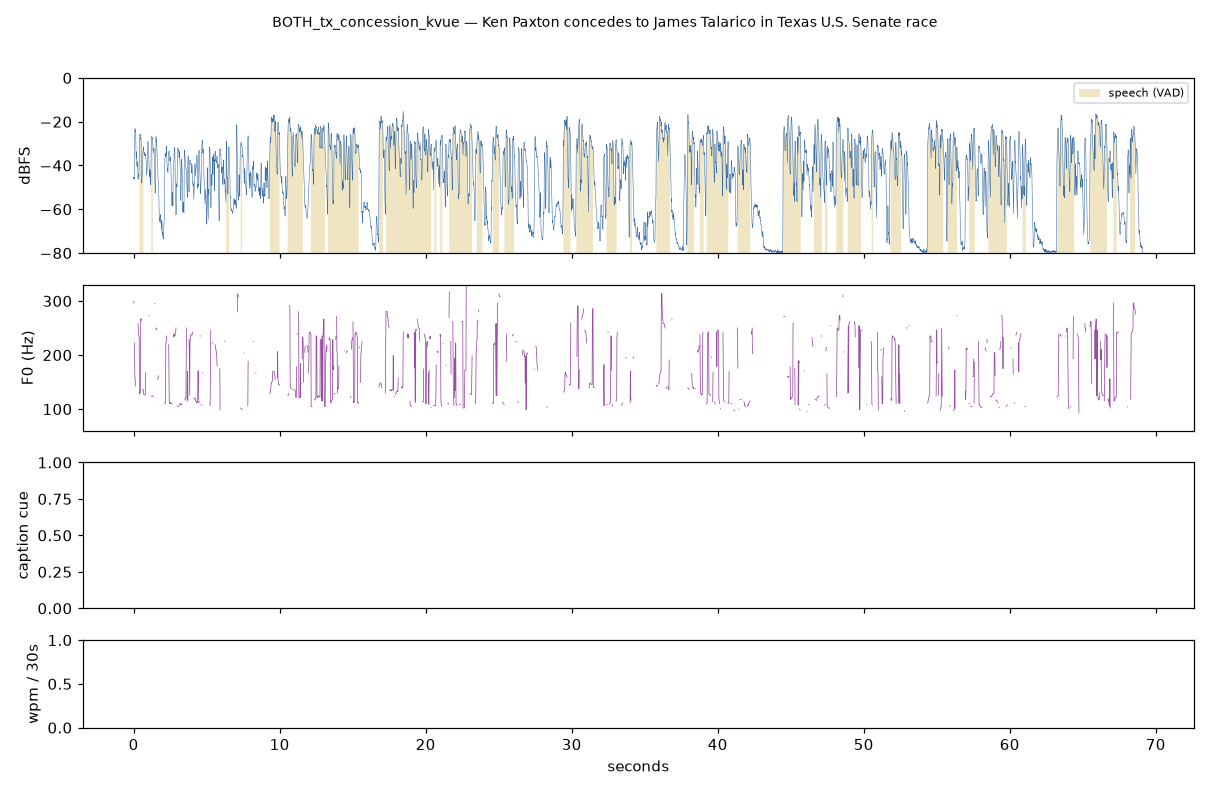 BOTH_tx_concession_kvue — Ken Paxton concedes to James Talarico in Texas U.S. Senate race
0
−20
−40
−60
−80
dBFS
speech (VAD)
300
200
100
F0 (Hz)
1.00
0.75
0.50
0.25
0.00
caption cue
1.0
0.5
0.0
wpm / 30s
0 10 20 30 40 50 60 70
seconds